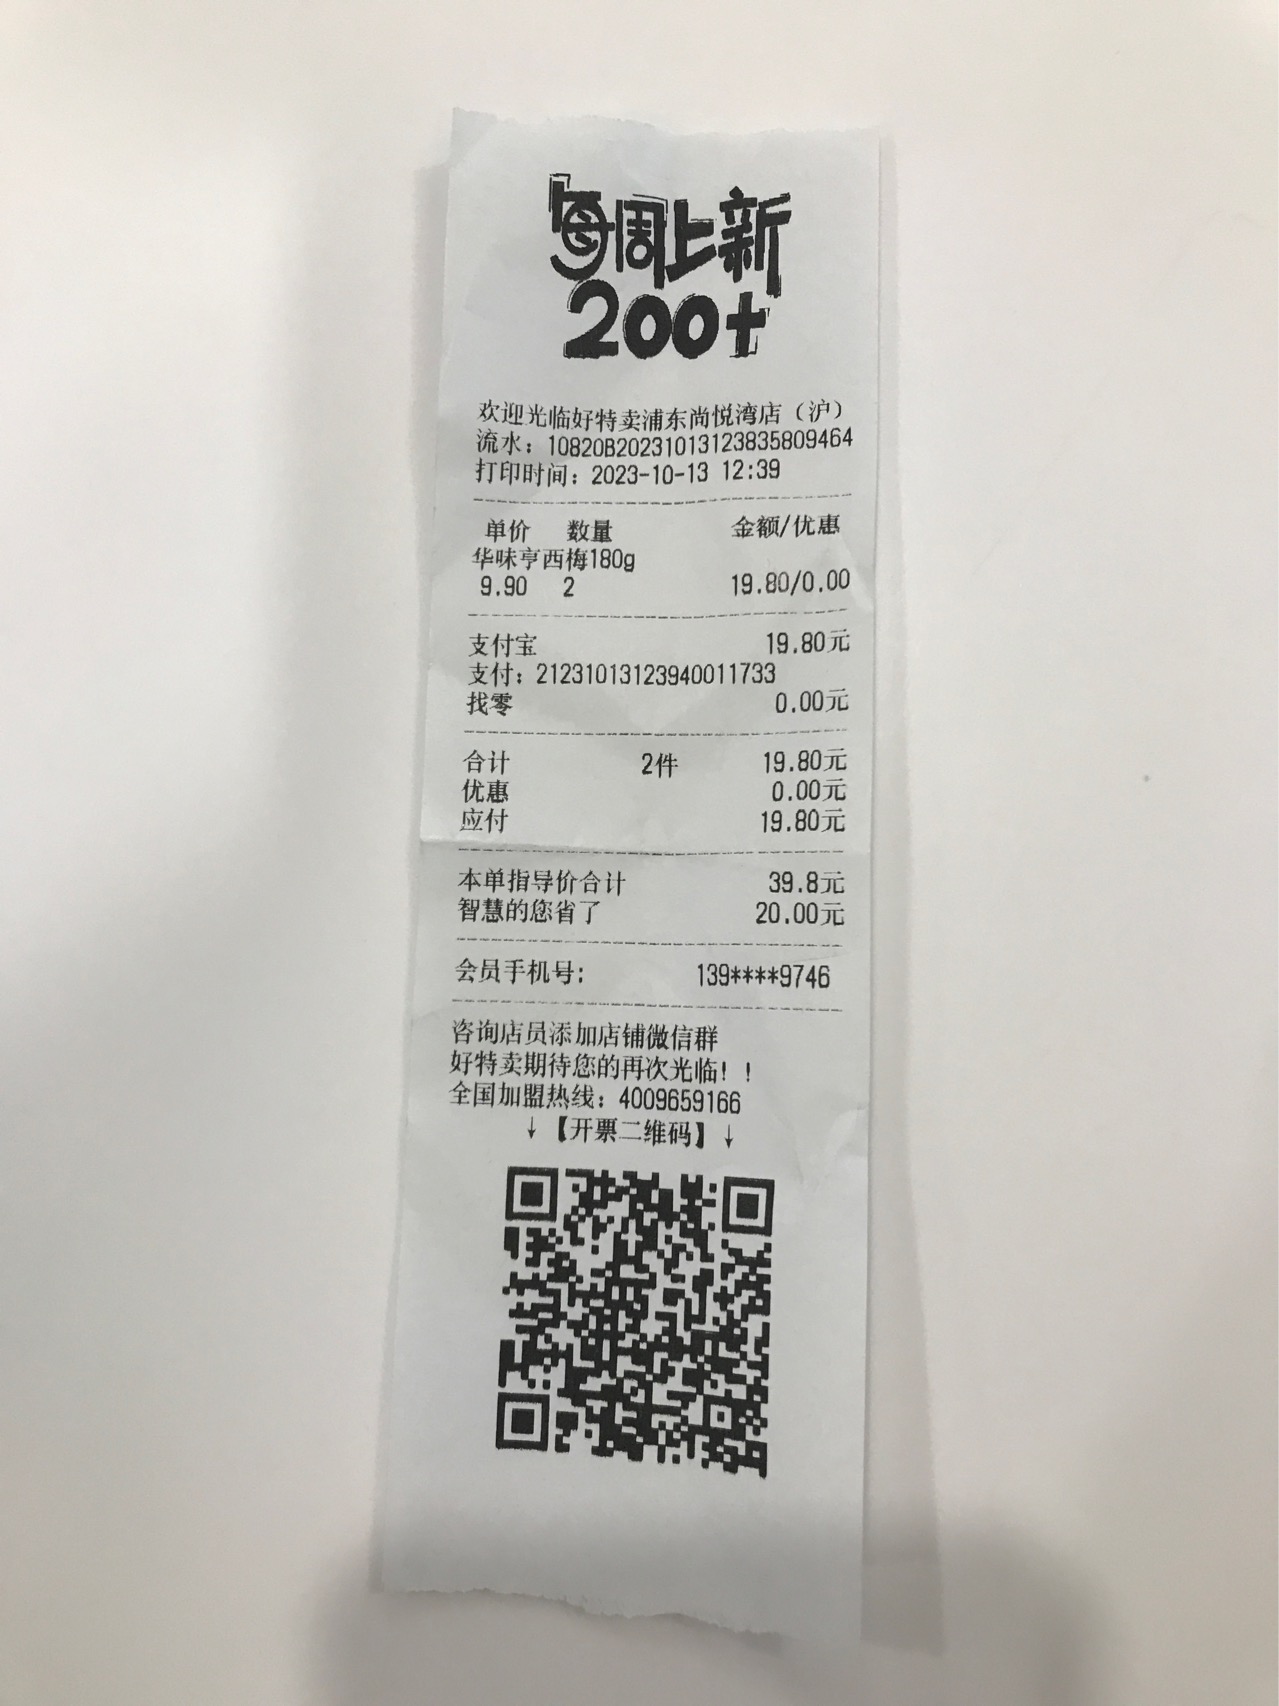 每周上新
200+
欢迎光临好特卖浦东尚悦湾店（沪）
流水：10820B20231013123835809464
打印时间：2023-10-13 12:39
单价 数量 金额/优惠
华味亨西梅180g
9.90 2 19.80/0.00
支付宝 19.80元
支付：21231013123940011733
找零 0.00元
合计 2件 19.80元
优惠 0.00元
应付 19.80元
本单指导价合计 39.8元
智慧的您省了 20.00元
会员手机号： 139****9746
咨询店员添加店铺微信群
好特卖期待您的再次光临！！
全国加盟热线：4009659166
↓【开票二维码】↓